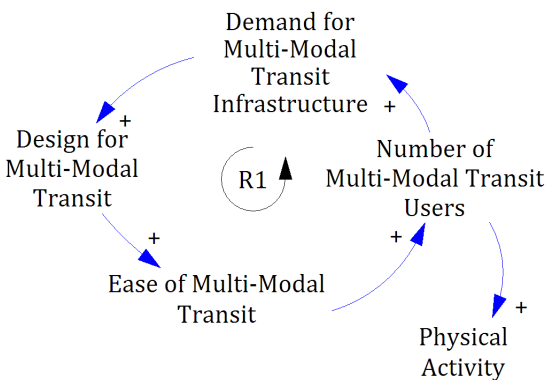 Demand for
Multi-Modal
Transit
Infrastructure
+
+
Design for
Multi-Modal
Transit
R1
Number of
Multi-Modal Transit
Users
+
+
Ease of Multi-Modal
Transit
+
Physical
Activity